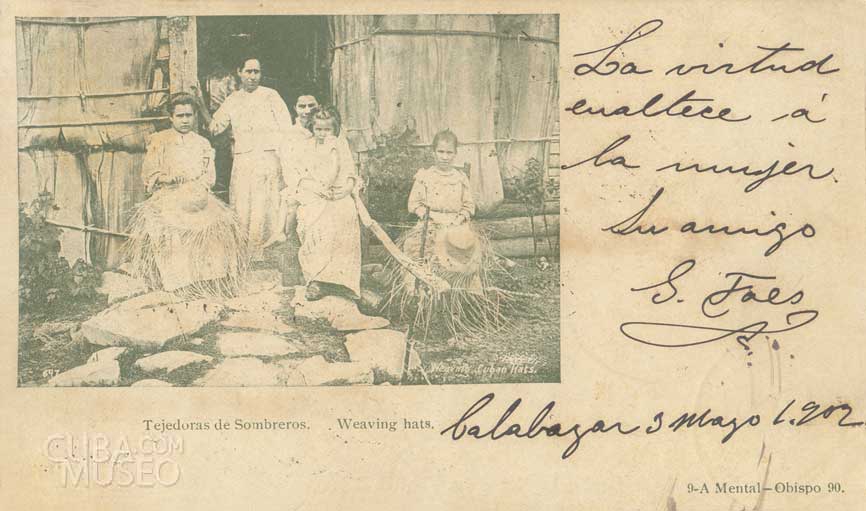 La virtud
enaltece á
la mujer.
Su amigo
G. Faes
647
Weaving Cuban Hats.
Tejedoras de Sombreros. Weaving hats.
Calabazar 3 Mayo 1.902
CUBA.COM
MUSEO
9-A Mental—Obispo 90.